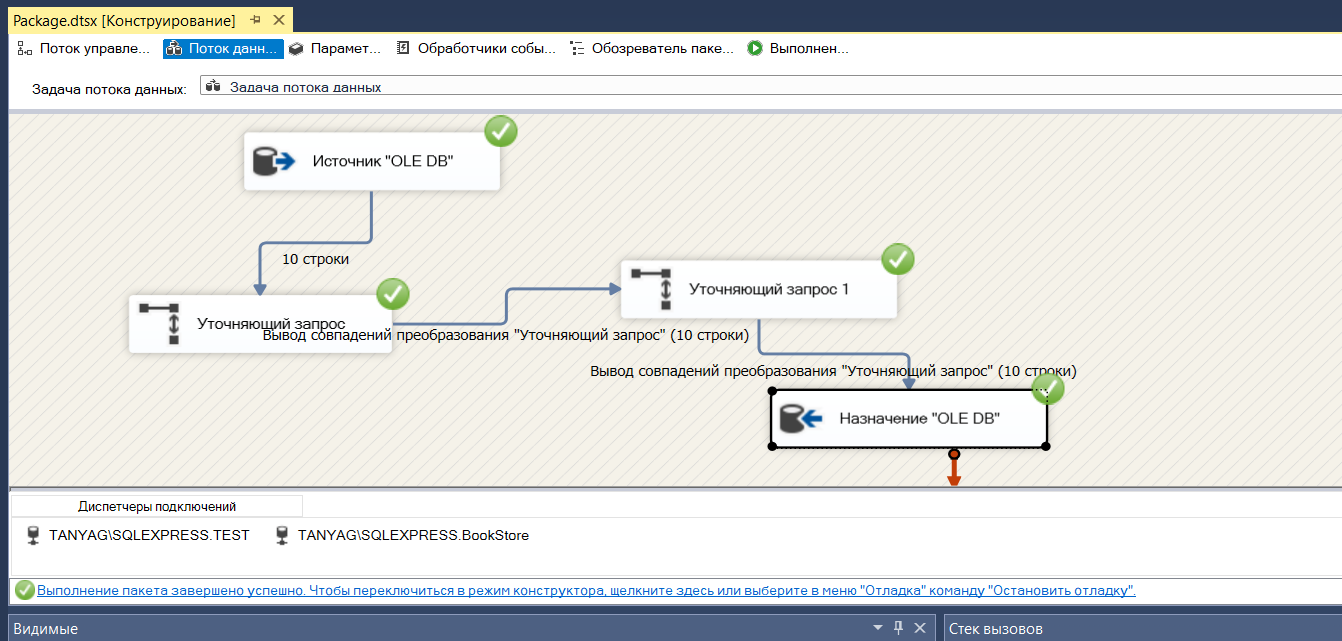 Package.dtsx [Конструирование]
Поток управле... Поток данн... Парамет... Обработчики собы... Обозреватель паке... Выполнен...
Задача потока данных: Задача потока данных
Источник "OLE DB"
10 строки
Уточняющий запрос 1
Уточняющий запрос
Вывод совпадений преобразования "Уточняющий запрос" (10 строки)
Вывод совпадений преобразования "Уточняющий запрос" (10 строки)
Назначение "OLE DB"
Диспетчеры подключений
TANYAG\SQLEXPRESS.TEST TANYAG\SQLEXPRESS.BookStore
Выполнение пакета завершено успешно. Чтобы переключиться в режим конструктора, щелкните здесь или выберите в меню "Отладка" команду "Остановить отладку".
Видимые Стек вызовов